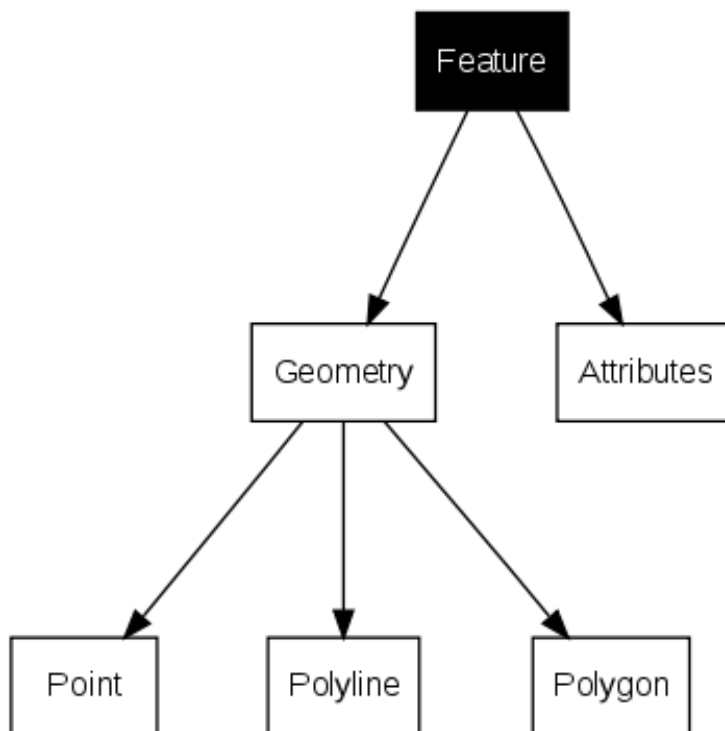 Feature
Geometry
Attributes
Point
Polyline
Polygon